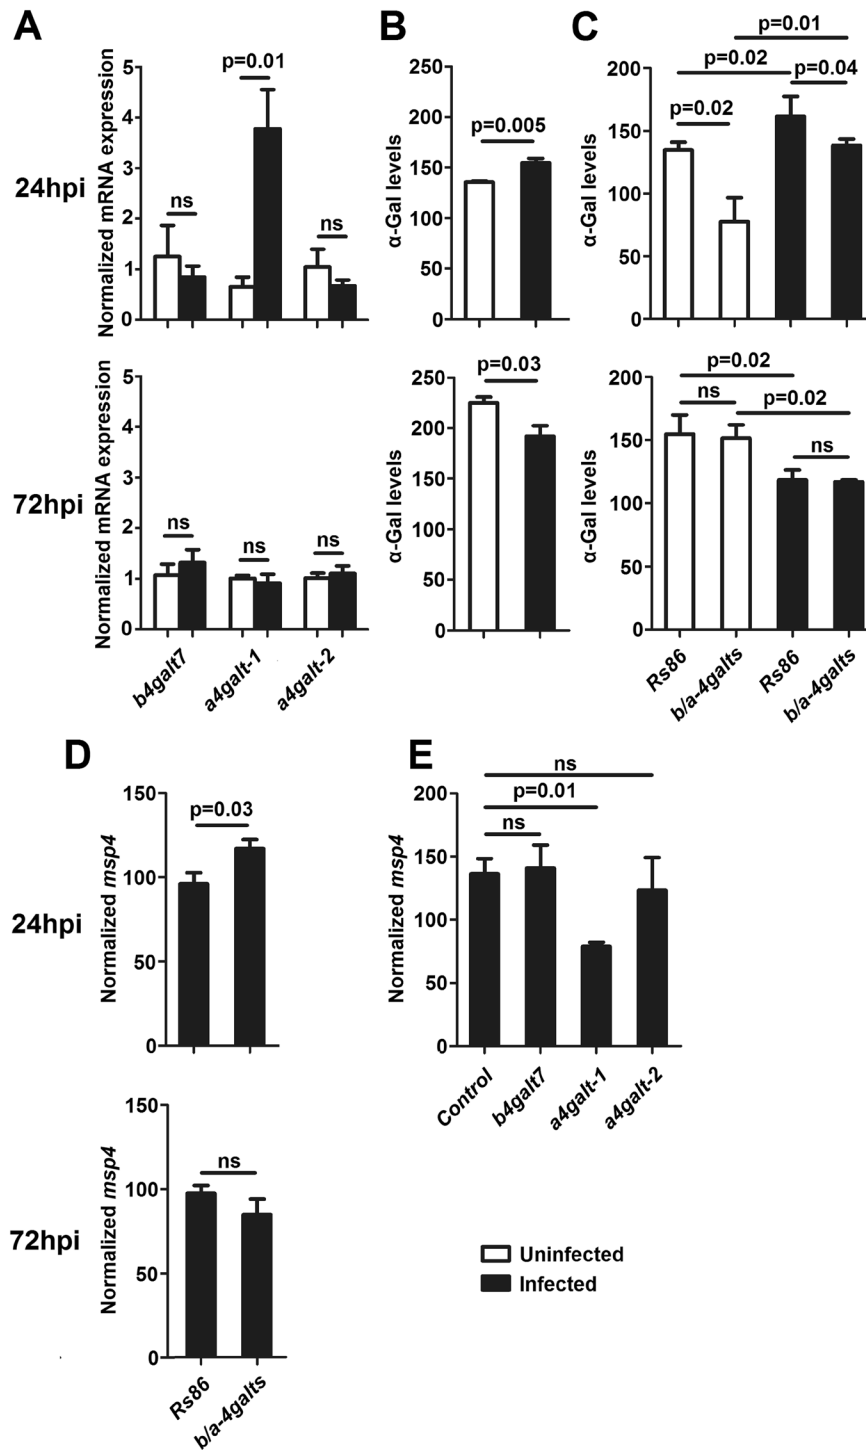 A
B
C
24hpi
Normalized mRNA expression
5
4
3
2
1
0
ns
p=0.01
ns
α-Gal levels
250
200
150
100
50
0
p=0.005
α-Gal levels
200
150
100
50
0
p=0.01
p=0.02
p=0.04
p=0.02
72hpi
Normalized mRNA expression
5
4
3
2
1
0
ns
ns
ns
b4galt7
a4galt-1
a4galt-2
α-Gal levels
250
200
150
100
50
0
p=0.03
α-Gal levels
200
150
100
50
0
p=0.02
ns
p=0.02
ns
Rs86
b/a-4galts
Rs86
b/a-4galts
D
E
24hpi
Normalized msp4
150
100
50
0
p=0.03
Normalized msp4
200
150
100
50
0
ns
p=0.01
ns
Control
b4galt7
a4galt-1
a4galt-2
72hpi
Normalized msp4
150
100
50
0
ns
Rs86
b/a-4galts
Uninfected
Infected